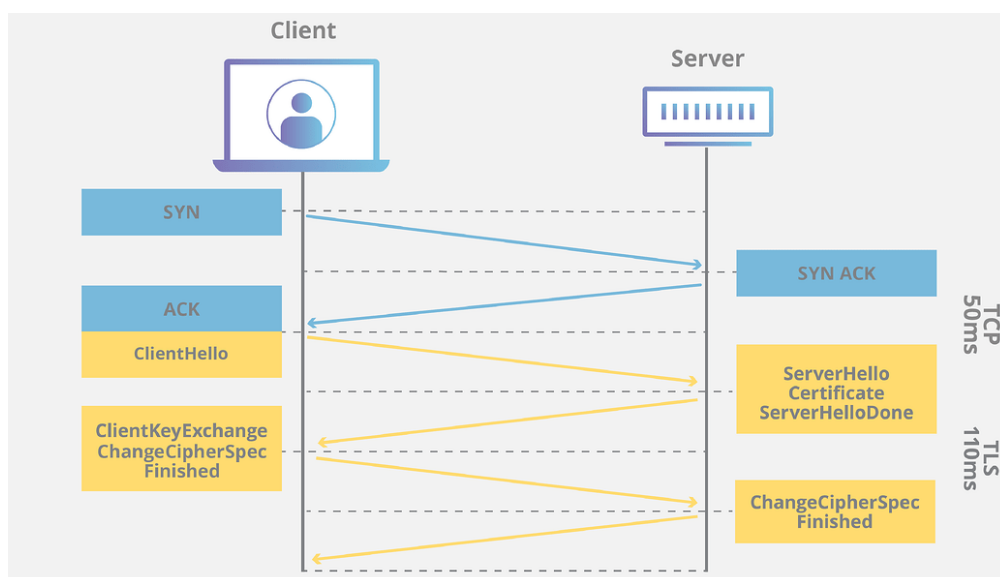 Client
Server
SYN
SYN ACK
ACK
ClientHello
TCP
50ms
ServerHello
Certificate
ServerHelloDone
ClientKeyExchange
ChangeCipherSpec
Finished
TLS
110ms
ChangeCipherSpec
Finished